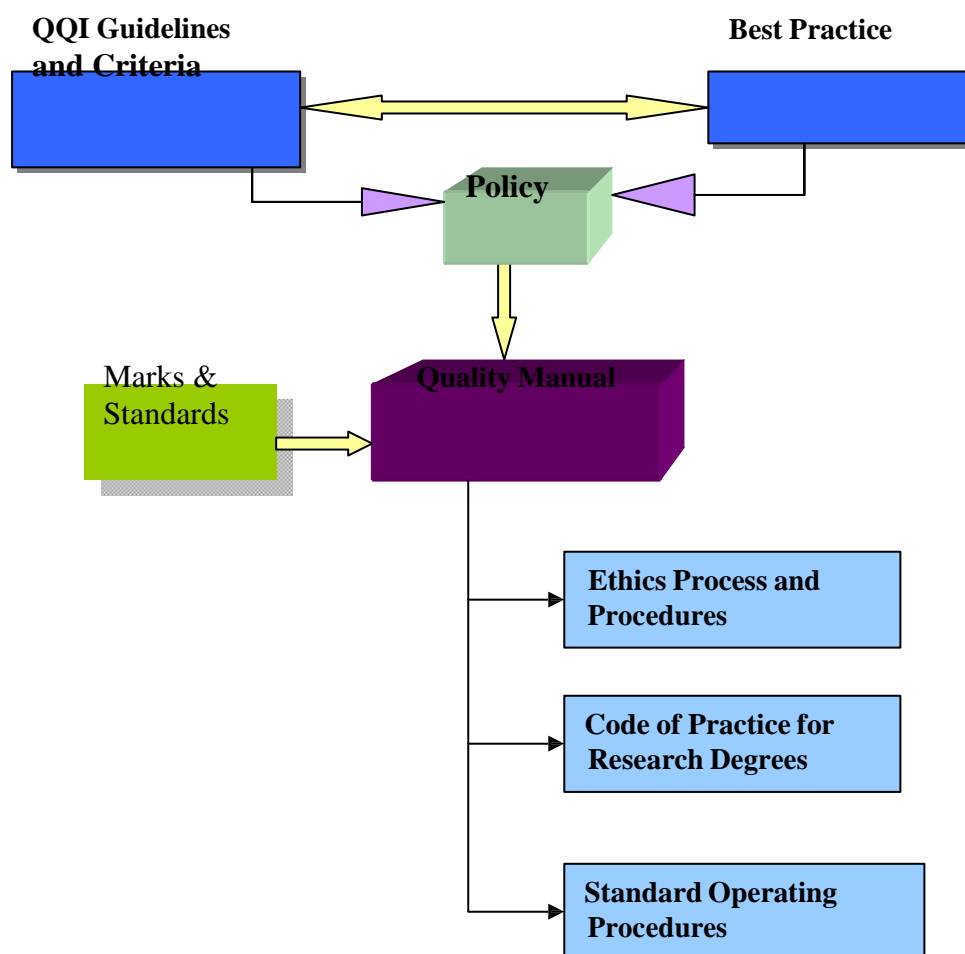 QQI Guidelines
and Criteria
Best Practice
Policy
Marks &
Standards
Quality Manual
Ethics Process and
Procedures
Code of Practice for
Research Degrees
Standard Operating
Procedures